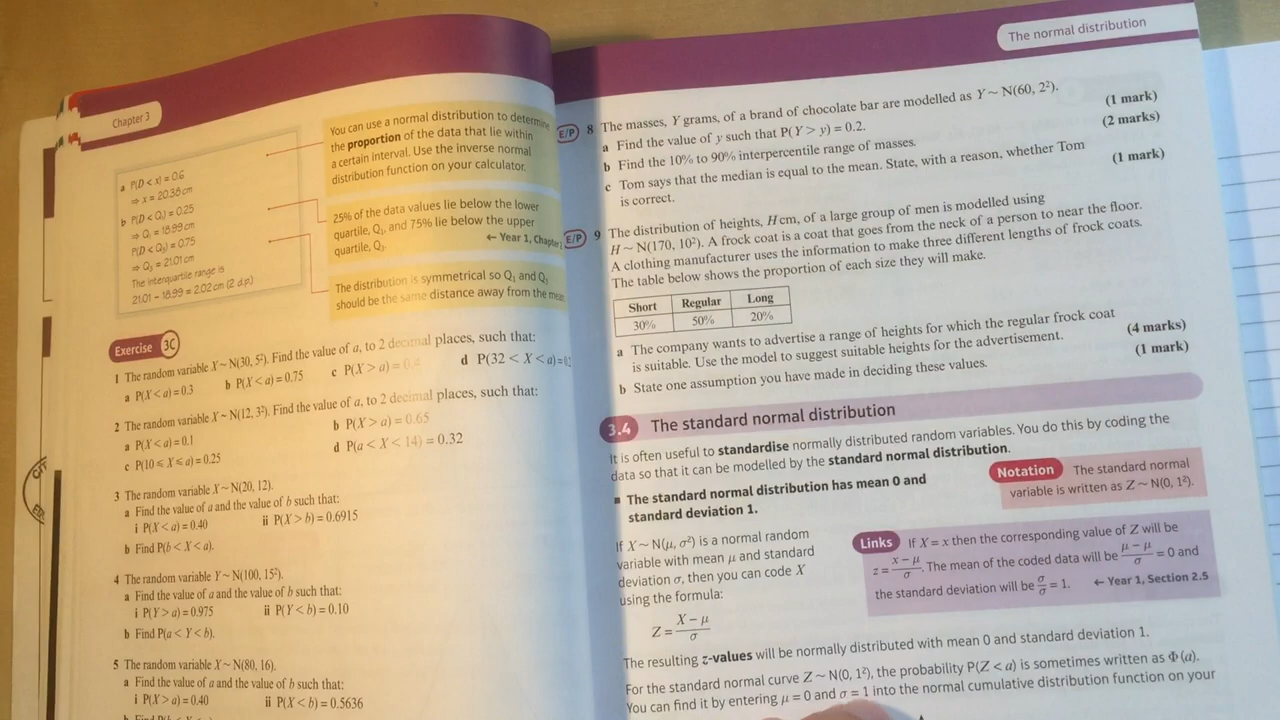 Chapter 3
a P(D < x) = 0.6
⇒ x = 20.38 cm
b P(D < Q₁) = 0.25
⇒ Q₁ = 18.99 cm
P(D < Q₃) = 0.75
⇒ Q₃ = 21.01 cm
The interquartile range is
21.01 − 18.99 = 2.02 cm (2 d.p.)
You can use a normal distribution to determine
the proportion of the data that lie within
a certain interval. Use the inverse normal
distribution function on your calculator.
25% of the data values lie below the lower
quartile, Q₁, and 75% lie below the upper
quartile, Q₃.
← Year 1, Chapter
The distribution is symmetrical so Q₁ and Q₃
should be the same distance away from the mean
Exercise 3C
1 The random variable X ~ N(30, 5²). Find the value of a, to 2 decimal places, such that:
a P(X < a) = 0.3 b P(X < a) = 0.75 c P(X > a) = 0.4 d P(32 < X < a) =
2 The random variable X ~ N(12, 3²). Find the value of a, to 2 decimal places, such that:
a P(X < a) = 0.1 b P(X > a) = 0.65
c P(10 ⩽ X ⩽ a) = 0.25 d P(a < X < 14) = 0.32
3 The random variable X ~ N(20, 12).
a Find the value of a and the value of b such that:
i P(X < a) = 0.40 ii P(X > b) = 0.6915
b Find P(b < X < a).
4 The random variable Y ~ N(100, 15²).
a Find the value of a and the value of b such that:
i P(Y > a) = 0.975 ii P(Y < b) = 0.10
b Find P(a < Y < b).
5 The random variable X ~ N(80, 16).
a Find the value of a and the value of b such that:
i P(X > a) = 0.40 ii P(X < b) = 0.5636
The normal distribution
E/P 8 The masses, Y grams, of a brand of chocolate bar are modelled as Y ~ N(60, 2²).
a Find the value of y such that P(Y > y) = 0.2. (1 mark)
b Find the 10% to 90% interpercentile range of masses. (2 marks)
c Tom says that the median is equal to the mean. State, with a reason, whether Tom
is correct. (1 mark)
E/P 9 The distribution of heights, H cm, of a large group of men is modelled using
H ~ N(170, 10²). A frock coat is a coat that goes from the neck of a person to near the floor.
A clothing manufacturer uses the information to make three different lengths of frock coats.
The table below shows the proportion of each size they will make.
Short Regular Long
30% 50% 20%
a The company wants to advertise a range of heights for which the regular frock coat
is suitable. Use the model to suggest suitable heights for the advertisement. (4 marks)
b State one assumption you have made in deciding these values. (1 mark)
3.4 The standard normal distribution
It is often useful to standardise normally distributed random variables. You do this by coding the
data so that it can be modelled by the standard normal distribution.
■ The standard normal distribution has mean 0 and
standard deviation 1.
Notation The standard normal
variable is written as Z ~ N(0, 1²).
If X ~ N(μ, σ²) is a normal random
variable with mean μ and standard
deviation σ, then you can code X
using the formula:
Z = (X − μ)/σ
Links If X = x then the corresponding value of Z will be
z = (x − μ)/σ. The mean of the coded data will be (μ − μ)/σ = 0 and
the standard deviation will be σ/σ = 1. ← Year 1, Section 2.5
The resulting z-values will be normally distributed with mean 0 and standard deviation 1.
For the standard normal curve Z ~ N(0, 1²), the probability P(Z < a) is sometimes written as Φ(a).
You can find it by entering μ = 0 and σ = 1 into the normal cumulative distribution function on your